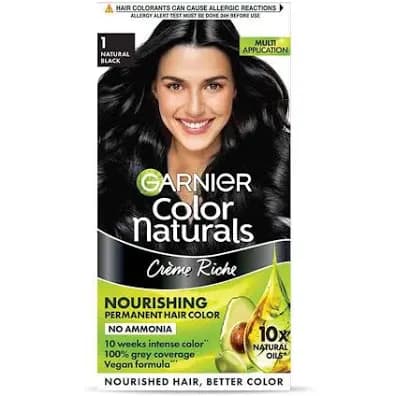 HAIR COLORANTS CAN CAUSE ALLERGIC REACTIONS
ALLERGY ALERT TEST MUST BE DONE 24H BEFORE USE
1
NATURAL
BLACK
MULTI
APPLICATION
GARNIER
Color
Naturals
Crème Riche
NOURISHING
PERMANENT HAIR COLOR
NO AMMONIA
10 weeks intense color**
100% grey coverage
Vegan formula^^
10x
NATURAL
OILS*
NOURISHED HAIR, BETTER COLOR